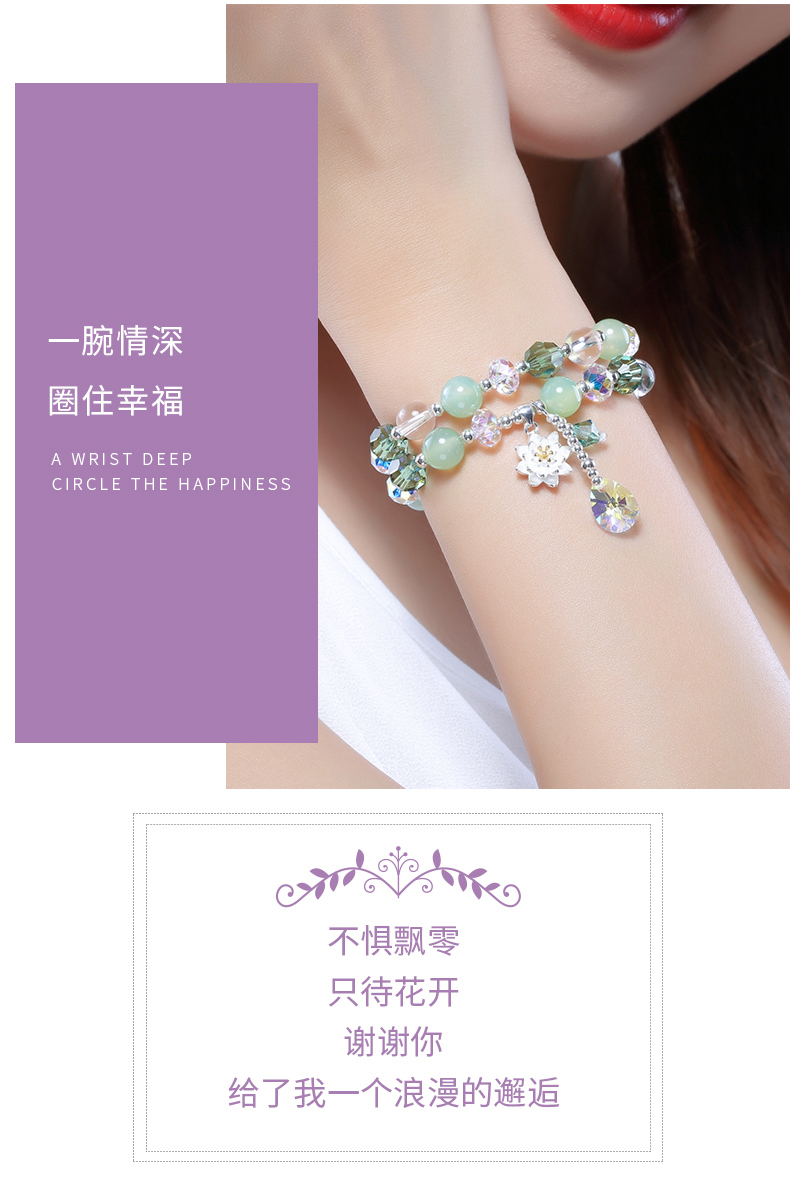 一腕情深
圈住幸福
A WRIST DEEP
CIRCLE THE HAPPINESS
不惧飘零
只待花开
谢谢你
给了我一个浪漫的邂逅